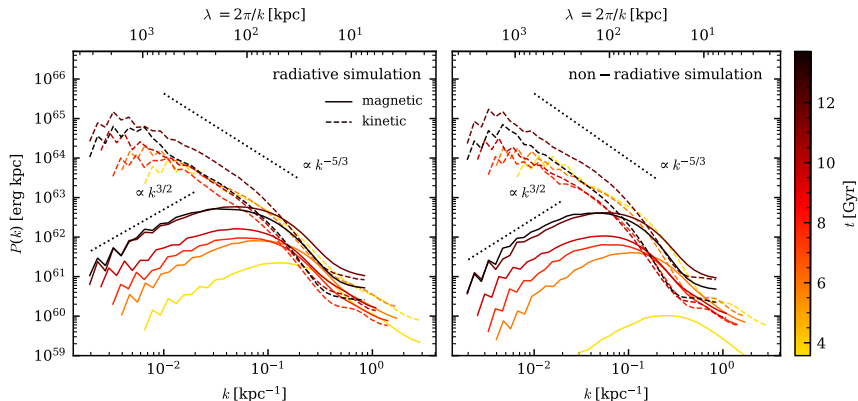 λ = 2π/k [kpc]
λ = 2π/k [kpc]
10³ 10² 10¹
10³ 10² 10¹
10⁶⁶
10⁶⁵
10⁶⁴
10⁶³
10⁶²
10⁶¹
10⁶⁰
10⁵⁹
P(k) [erg kpc]
radiative simulation
magnetic
kinetic
∝ k^{-5/3}
∝ k^{3/2}
non − radiative simulation
∝ k^{-5/3}
∝ k^{3/2}
10⁻² 10⁻¹ 10⁰
10⁻² 10⁻¹ 10⁰
k [kpc⁻¹]
k [kpc⁻¹]
12
10
8
6
4
t [Gyr]